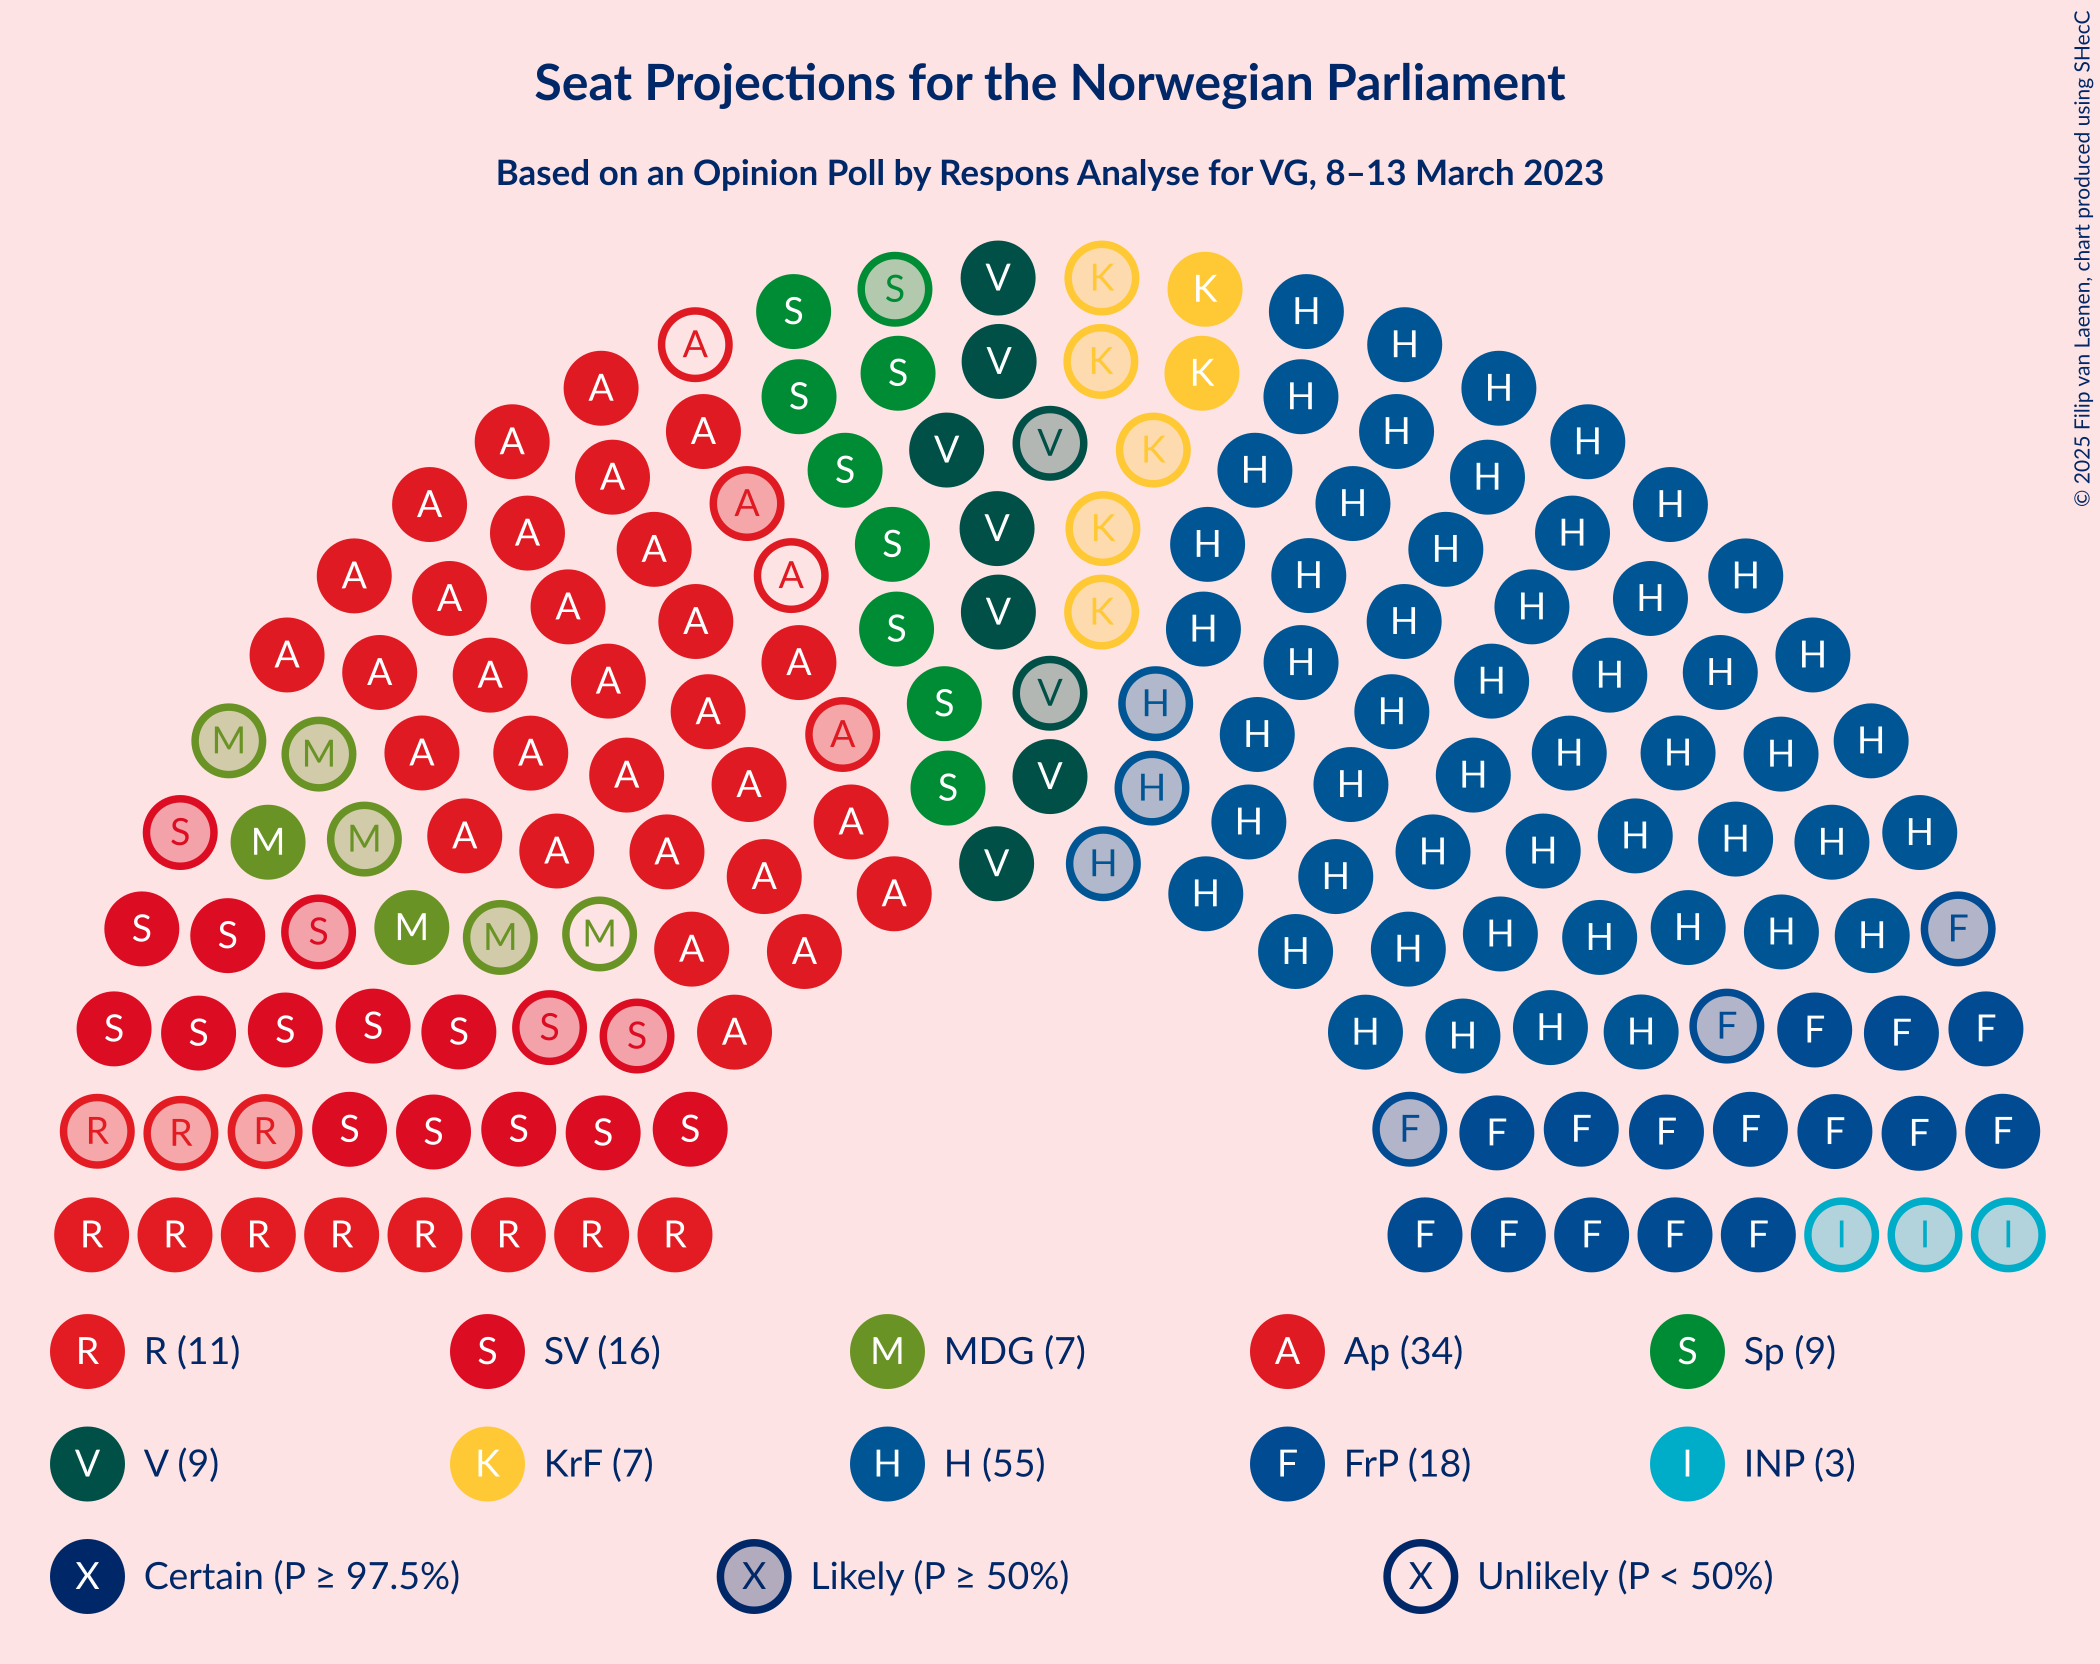 Seat Projections for the Norwegian Parliament
Based on an Opinion Poll by Respons Analyse for VG, 8–13 March 2023
© 2025 Filip van Laenen, chart produced using SHecC
S S V K K H
A H
S S V K K H
A H
A H
A V V K H H
A H
A A S H H H
A S V K H H
A H
A A A S V K H H H
A A H H
A A A A S V H H H H H
M M A A A A A S V H H H H H H H H
S M M A A A A A V H H H H H H H H H
S S S M M M A A A H H H H H H H H F
S S S S S S S A H H H H F F F F
R R R S S S S S F F F F F F F F
R R R R R R R R F F F F F I I I
R R (11) S SV (16) M MDG (7) A Ap (34) S Sp (9)
V V (9) K KrF (7) H H (55) F FrP (18) I INP (3)
X Certain (P ≥ 97.5%) X Likely (P ≥ 50%) X Unlikely (P < 50%)